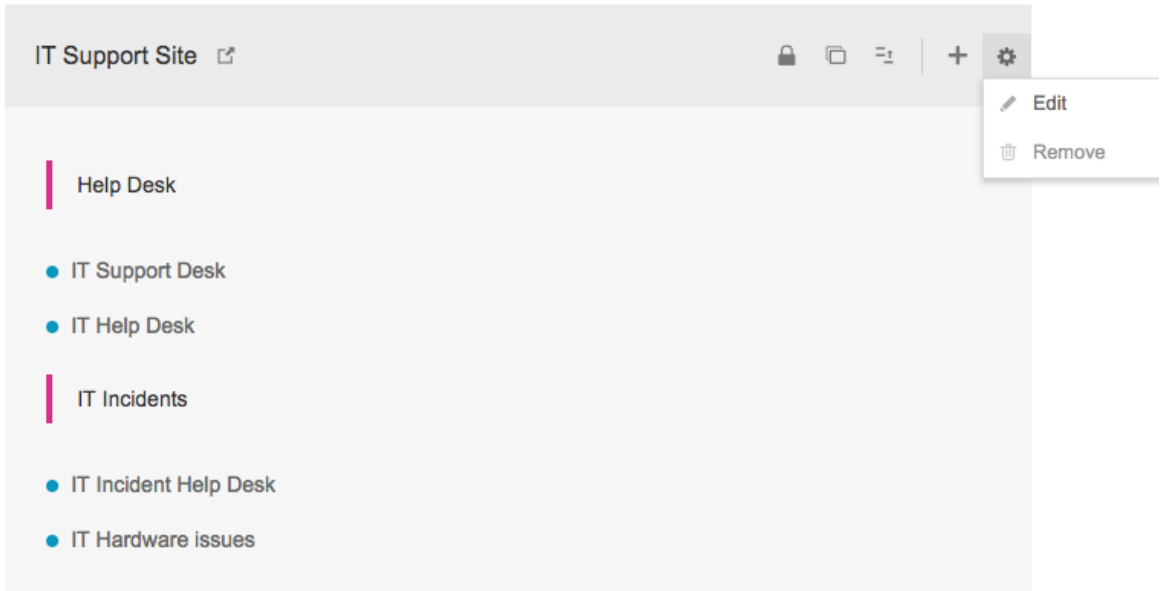 IT Support Site
Edit
Remove
Help Desk
IT Support Desk
IT Help Desk
IT Incidents
IT Incident Help Desk
IT Hardware issues